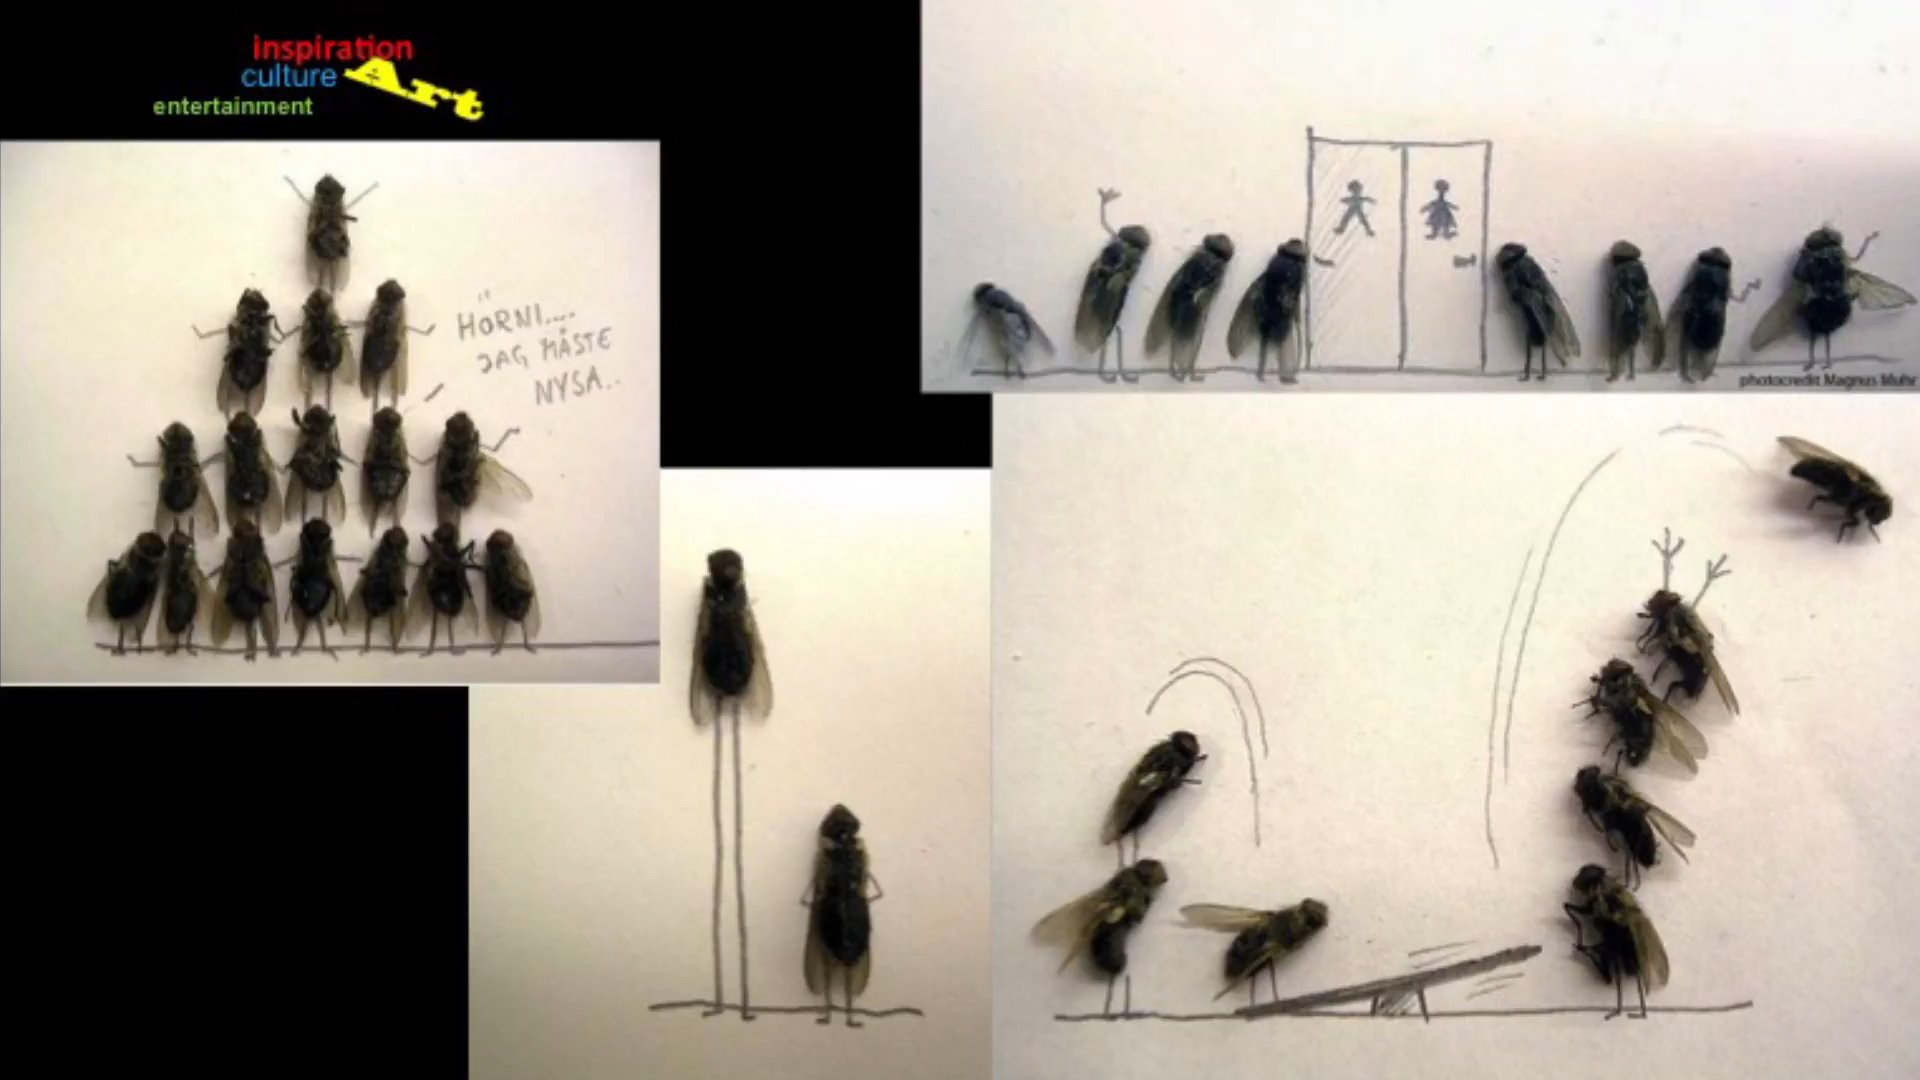 inspiration
culture Art
entertainment
HÖRNI....
JAG MÅSTE
NYSA..
photocredit Magnus Muhr